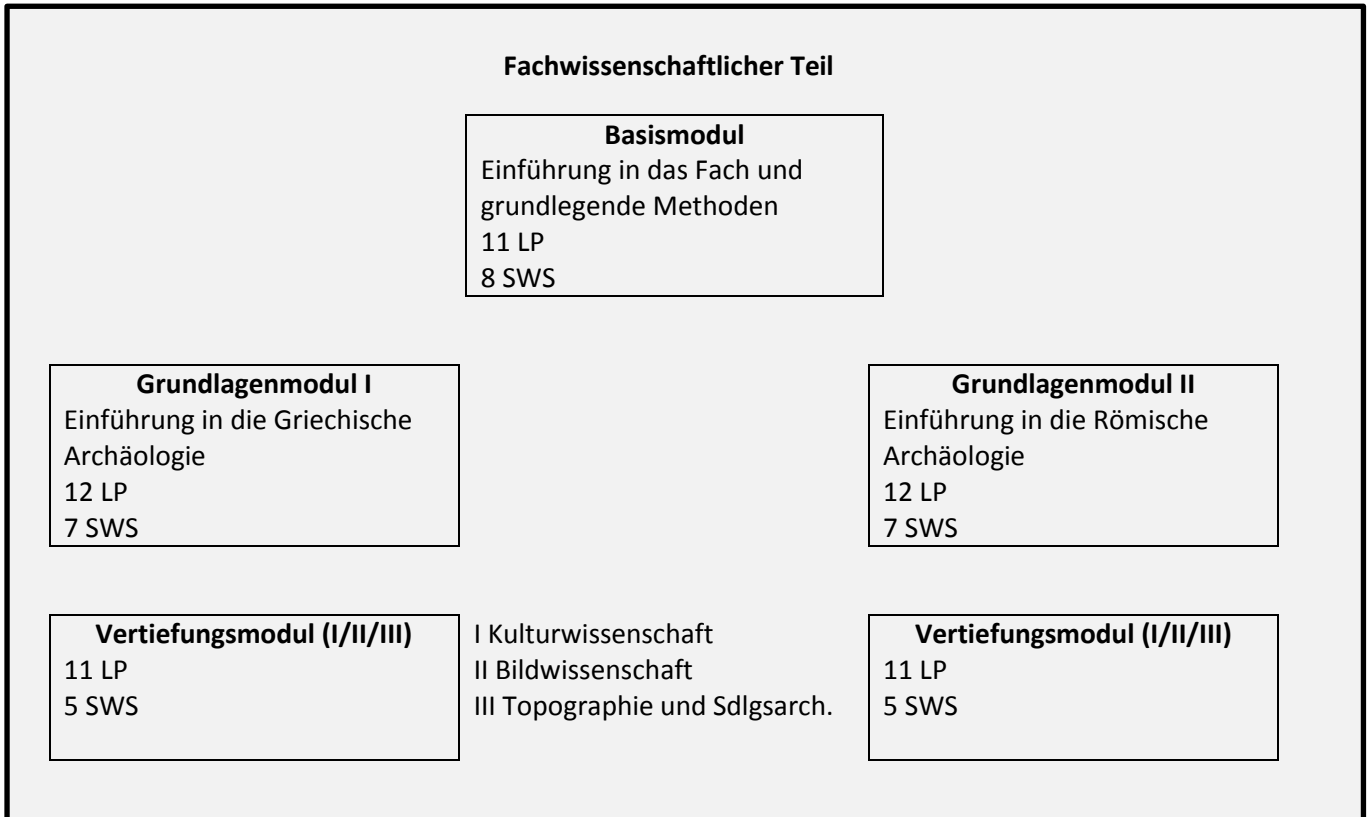 Fachwissenschaftlicher Teil
Basismodul
Einführung in das Fach und
grundlegende Methoden
11 LP
8 SWS
Grundlagenmodul I
Einführung in die Griechische
Archäologie
12 LP
7 SWS
Grundlagenmodul II
Einführung in die Römische
Archäologie
12 LP
7 SWS
Vertiefungsmodul (I/II/III)
11 LP
5 SWS
I Kulturwissenschaft
II Bildwissenschaft
III Topographie und Sdlgsarch.
Vertiefungsmodul (I/II/III)
11 LP
5 SWS